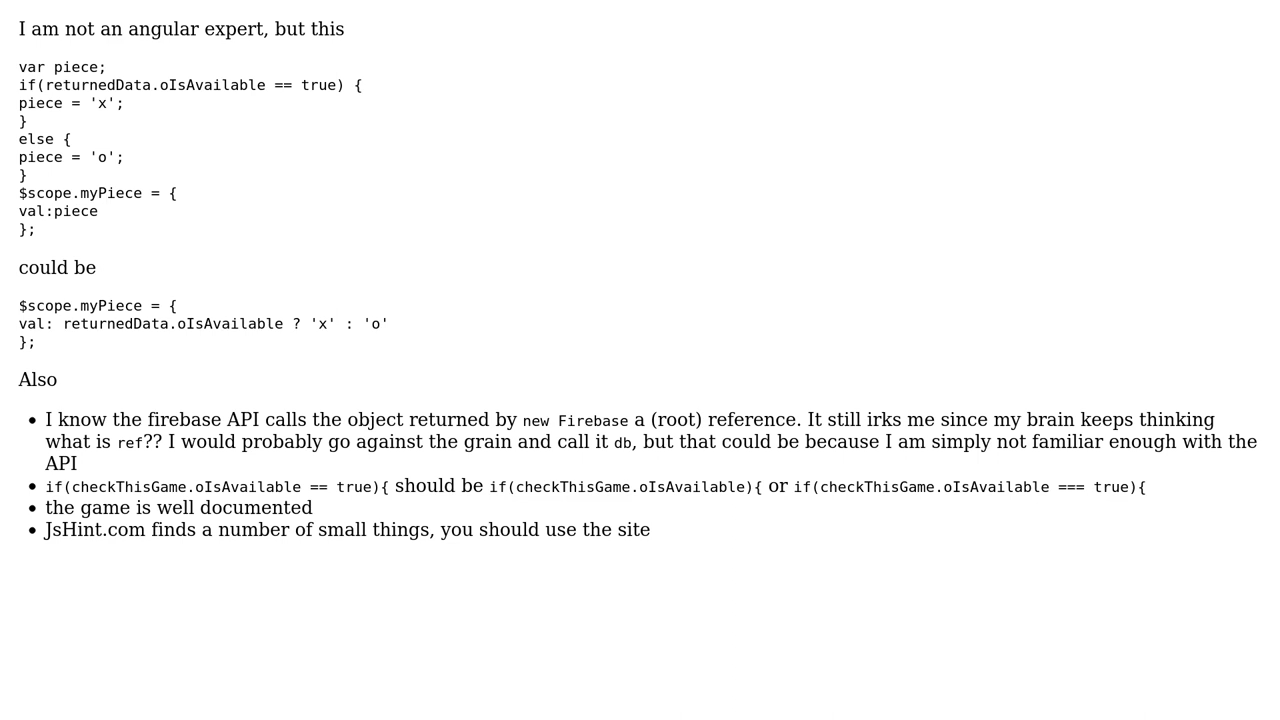 I am not an angular expert, but this
var piece;
if(returnedData.oIsAvailable == true) {
piece = 'x';
}
else {
piece = 'o';
}
$scope.myPiece = {
val:piece
};
could be
$scope.myPiece = {
val: returnedData.oIsAvailable ? 'x' : 'o'
};
Also
• I know the firebase API calls the object returned by new Firebase a (root) reference. It still irks me since my brain keeps thinking
what is ref?? I would probably go against the grain and call it db, but that could be because I am simply not familiar enough with the
API
• if(checkThisGame.oIsAvailable == true){ should be if(checkThisGame.oIsAvailable){ or if(checkThisGame.oIsAvailable === true){
• the game is well documented
• JsHint.com finds a number of small things, you should use the site